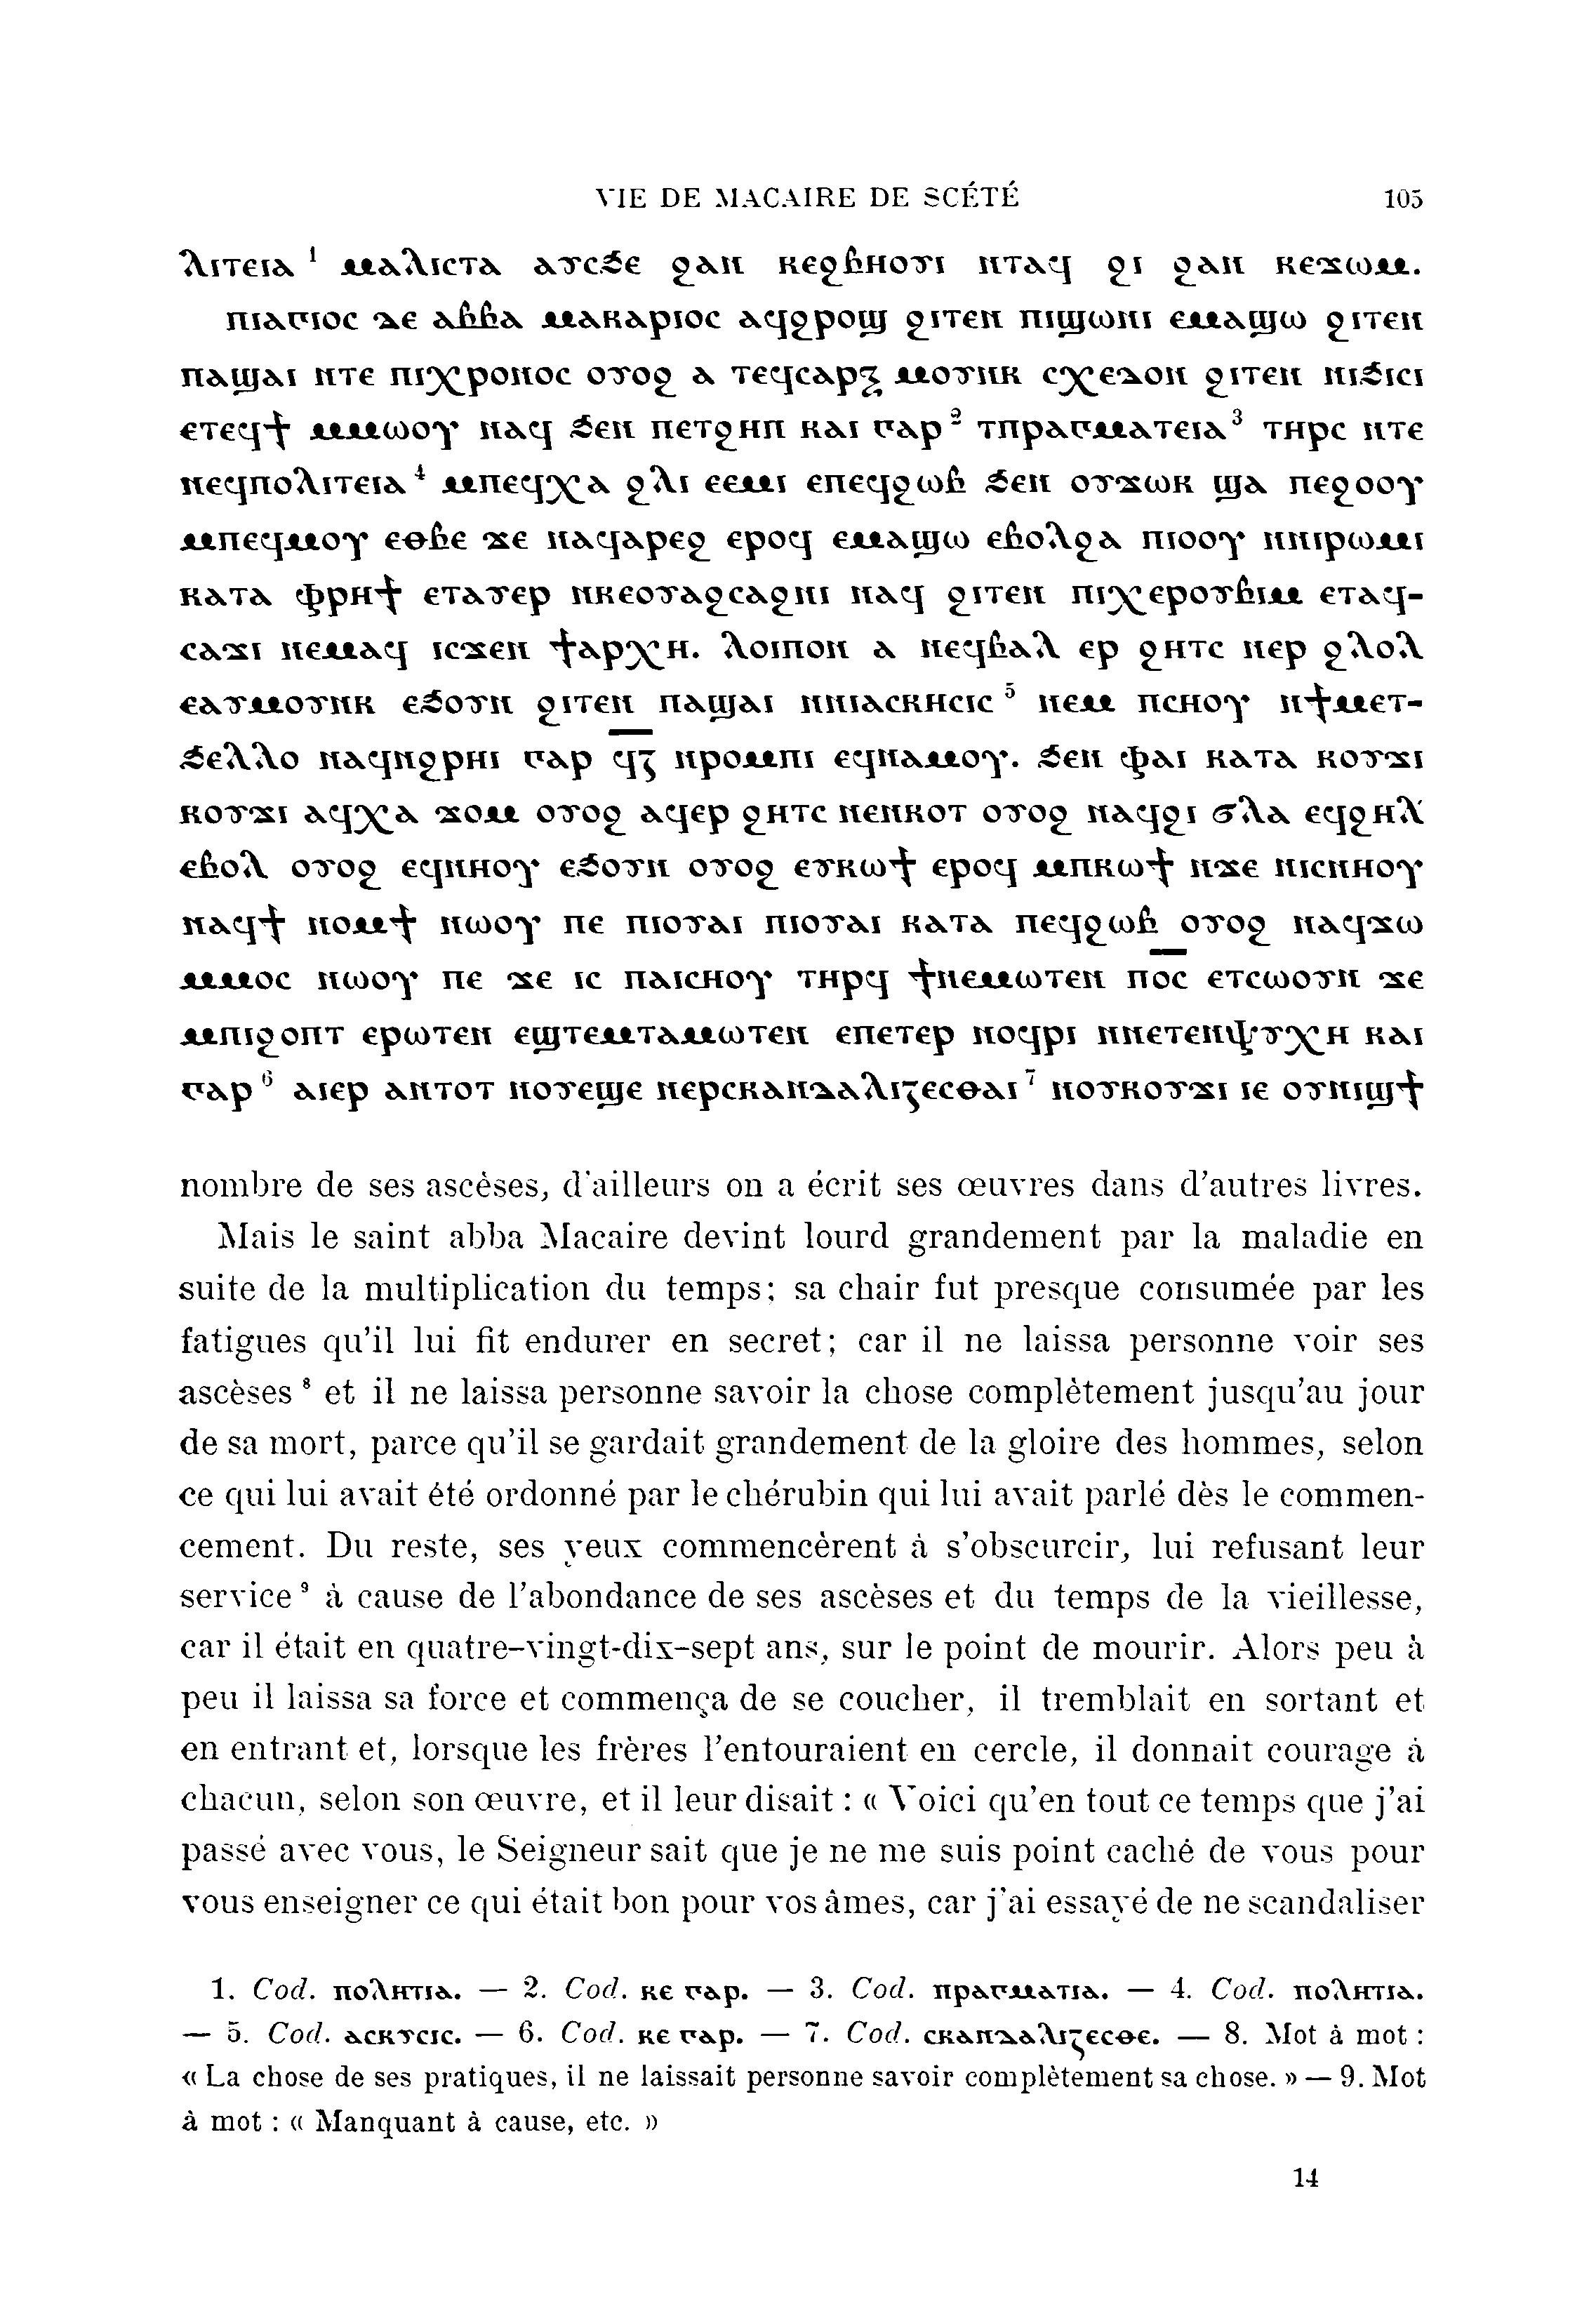 VIE DE MACAIRE DE SCÉTÉ 105
ⲗⲓⲧⲉⲓⲁ ¹ ⲙⲁⲗⲓⲥⲧⲁ ⲁⲩⲥϧⲉ ϩⲁⲛ ⲕⲉϩⲃⲏⲟⲩⲓ ⲛⲧⲁϥ ϩⲓ ϩⲁⲛ ⲕⲉϫⲱⲙ.
ⲡⲓⲁⲅⲓⲟⲥ ⲇⲉ ⲁⲃⲃⲁ ⲙⲁⲕⲁⲣⲓⲟⲥ ⲁϥϩⲣⲟϣ ϩⲓⲧⲉⲛ ⲡⲓϣⲱⲛⲓ ⲉⲙⲁϣⲱ ϩⲓⲧⲉⲛ
ⲡⲁϣⲁⲓ ⲛⲧⲉ ⲡⲓⲭⲣⲟⲛⲟⲥ ⲟⲩⲟϩ ⲁ ⲧⲉϥⲥⲁⲣⲝ ⲙⲟⲩⲛⲕ ⲥⲭⲉⲇⲟⲛ ϩⲓⲧⲉⲛ ⲛⲓϧⲓⲥⲓ
ⲉⲧⲉϥϯ ⲙⲙⲱⲟⲩ ⲛⲁϥ ϧⲉⲛ ⲡⲉⲧϩⲏⲡ ⲕⲁⲓ ⲅⲁⲣ ² ⲧⲡⲣⲁⲅⲙⲁⲧⲉⲓⲁ ³ ⲧⲏⲣⲥ ⲛⲧⲉ
ⲛⲉϥⲡⲟⲗⲓⲧⲉⲓⲁ ⁴ ⲙⲡⲉϥⲭⲁ ϩⲗⲓ ⲉⲉⲙⲓ ⲉⲡⲉϥϩⲱⲃ ϧⲉⲛ ⲟⲩϫⲱⲕ ϣⲁ ⲡⲉϩⲟⲟⲩ
ⲙⲡⲉϥⲙⲟⲩ ⲉⲑⲃⲉ ϫⲉ ⲛⲁϥⲁⲣⲉϩ ⲉⲣⲟϥ ⲉⲙⲁϣⲱ ⲉⲃⲟⲗϩⲁ ⲡⲓⲟⲟⲩ ⲛⲛⲓⲣⲱⲙⲓ
ⲕⲁⲧⲁ ⲫⲣⲏϯ ⲉⲧⲁⲩⲉⲣ ⲛⲕⲉⲟⲩⲁϩⲥⲁϩⲛⲓ ⲛⲁϥ ϩⲓⲧⲉⲛ ⲡⲓⲭⲉⲣⲟⲩⲃⲓⲙ ⲉⲧⲁϥ-
ⲥⲁϫⲓ ⲛⲉⲙⲁϥ ⲓⲥϫⲉⲛ ϯⲁⲣⲭⲏ. ⲗⲟⲓⲡⲟⲛ ⲁ ⲛⲉϥⲃⲁⲗ ⲉⲣ ϩⲏⲧⲥ ⲛⲉⲣ ϩⲗⲟⲗ
ⲉⲁⲩⲙⲟⲩⲛⲕ ⲉϧⲟⲩⲛ ϩⲓⲧⲉⲛ ⲡⲁϣⲁⲓ ⲛⲛⲓⲁⲥⲕⲏⲥⲓⲥ ⁵ ⲛⲉⲙ ⲡⲥⲏⲟⲩ ⲛϯⲙⲉⲧ-
ϧⲉⲗⲗⲟ ⲛⲁϥⲛϩⲣⲏⲓ ⲅⲁⲣ ϥ̅ⲍ̅ ⲛⲣⲟⲙⲡⲓ ⲉϥⲛⲁⲙⲟⲩ. ϧⲉⲛ ⲫⲁⲓ ⲕⲁⲧⲁ ⲕⲟⲩϫⲓ
ⲕⲟⲩϫⲓ ⲁϥⲭⲁ ϫⲟⲙ ⲟⲩⲟϩ ⲁϥⲉⲣ ϩⲏⲧⲥ ⲛⲉⲛⲕⲟⲧ ⲟⲩⲟϩ ⲛⲁϥϩⲓ ϭⲗⲁ ⲉϥϩⲏⲗ
ⲉⲃⲟⲗ ⲟⲩⲟϩ ⲉϥⲛⲏⲟⲩ ⲉϧⲟⲩⲛ ⲟⲩⲟϩ ⲉⲩⲕⲱϯ ⲉⲣⲟϥ ⲙⲡⲕⲱϯ ⲛϫⲉ ⲛⲓⲥⲛⲏⲟⲩ
ⲛⲁϥϯ ⲛⲟⲙϯ ⲛⲱⲟⲩ ⲡⲉ ⲡⲓⲟⲩⲁⲓ ⲡⲓⲟⲩⲁⲓ ⲕⲁⲧⲁ ⲡⲉϥϩⲱⲃ ⲟⲩⲟϩ ⲛⲁϥϫⲱ
ⲙⲙⲟⲥ ⲛⲱⲟⲩ ⲡⲉ ϫⲉ ⲓⲥ ⲡⲁⲓⲥⲏⲟⲩ ⲧⲏⲣϥ ϯⲛⲉⲙⲱⲧⲉⲛ ⲡ̅ⲟ̅ⲥ ⲉⲧⲥⲱⲟⲩⲛ ϫⲉ
ⲙⲡⲓϩⲟⲡⲧ ⲉⲣⲱⲧⲉⲛ ⲉϣⲧⲉⲙⲧⲁⲙⲱⲧⲉⲛ ⲉⲡⲉⲧⲉⲣ ⲛⲟϥⲣⲓ ⲛⲛⲉⲧⲉⲛⲯⲩⲭⲏ ⲕⲁⲓ
ⲅⲁⲣ ⁶ ⲁⲓⲉⲣ ⲁⲛⲧⲟⲧ ⲛⲟⲩⲉϣⲉ ⲛⲉⲣⲥⲕⲁⲛⲇⲁⲗⲓⲍⲉⲥⲑⲁⲓ ⁷ ⲛⲟⲩⲕⲟⲩϫⲓ ⲓⲉ ⲟⲩⲛⲓϣϯ
nombre de ses ascèses, d'ailleurs on a écrit ses œuvres dans d'autres livres.
Mais le saint abba Macaire devint lourd grandement par la maladie en
suite de la multiplication du temps; sa chair fut presque consumée par les
fatigues qu'il lui fit endurer en secret; car il ne laissa personne voir ses
ascèses ⁸ et il ne laissa personne savoir la chose complètement jusqu'au jour
de sa mort, parce qu'il se gardait grandement de la gloire des hommes, selon
ce qui lui avait été ordonné par le chérubin qui lui avait parlé dès le commen-
cement. Du reste, ses yeux commencèrent à s'obscurcir, lui refusant leur
service ⁹ à cause de l'abondance de ses ascèses et du temps de la vieillesse,
car il était en quatre-vingt-dix-sept ans, sur le point de mourir. Alors peu à
peu il laissa sa force et commença de se coucher, il tremblait en sortant et
en entrant et, lorsque les frères l'entouraient en cercle, il donnait courage à
chacun, selon son œuvre, et il leur disait : « Voici qu'en tout ce temps que j'ai
passé avec vous, le Seigneur sait que je ne me suis point caché de vous pour
vous enseigner ce qui était bon pour vos âmes, car j'ai essayé de ne scandaliser
1. Cod. ⲡⲟⲗⲏⲧⲓⲁ. — 2. Cod. ⲕⲉ ⲅⲁⲣ. — 3. Cod. ⲡⲣⲁⲅⲙⲁⲧⲓⲁ. — 4. Cod. ⲡⲟⲗⲏⲧⲓⲁ.
— 5. Cod. ⲁⲥⲕⲩⲥⲓⲥ. — 6. Cod. ⲕⲉ ⲅⲁⲣ. — 7. Cod. ⲥⲕⲁⲛⲇⲁⲗⲓⲍⲉⲥⲑⲉ. — 8. Mot à mot :
« La chose de ses pratiques, il ne laissait personne savoir complètement sa chose. » — 9. Mot
à mot : « Manquant à cause, etc. »
14